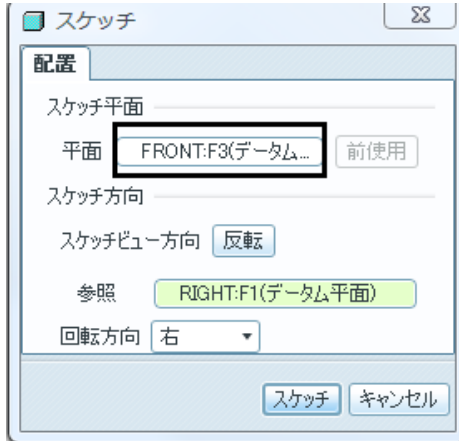 スケッチ
配置
スケッチ平面
平面 FRONT:F3(データム... 前使用
スケッチ方向
スケッチビュー方向 反転
参照 RIGHT:F1(データム平面)
回転方向 右
スケッチ キャンセル